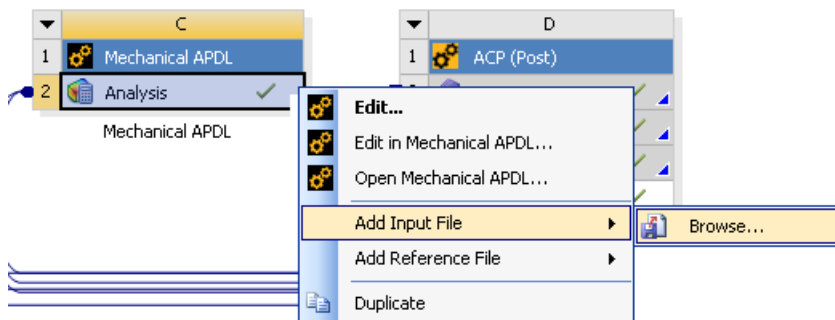 C
1 Mechanical APDL
2 Analysis
Mechanical APDL
D
1 ACP (Post)
Edit...
Edit in Mechanical APDL...
Open Mechanical APDL...
Add Input File
Browse...
Add Reference File
Duplicate